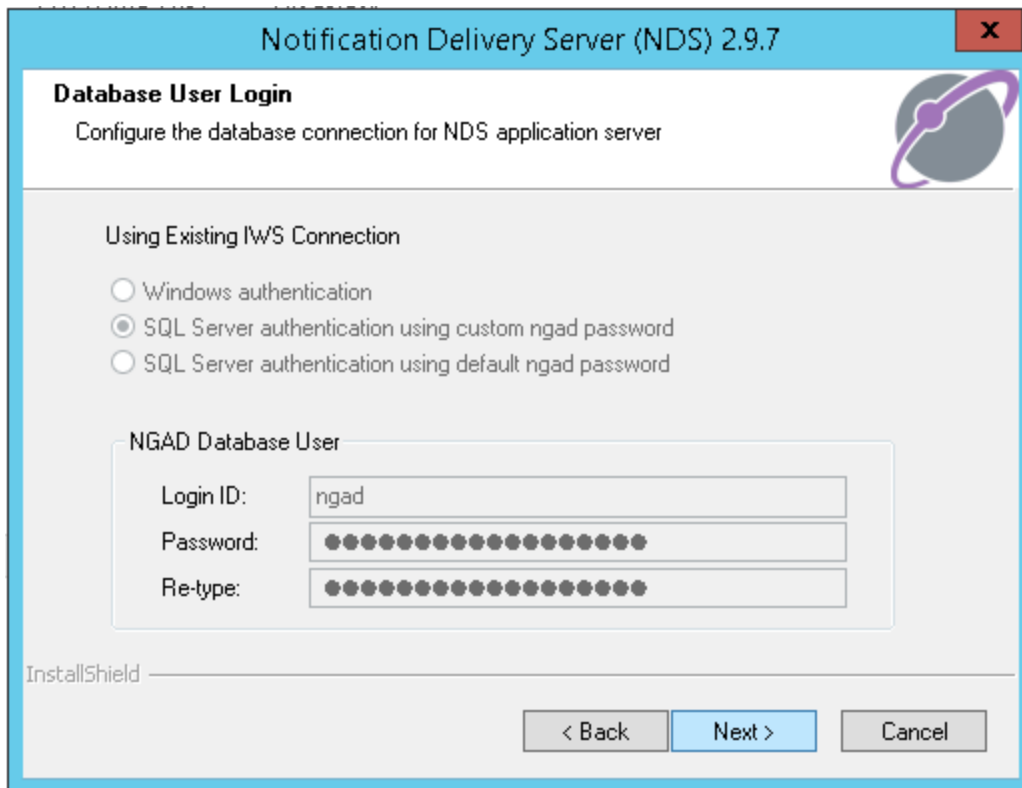 Notification Delivery Server (NDS) 2.9.7
x
Database User Login
Configure the database connection for NDS application server
Using Existing IWS Connection
Windows authentication
SQL Server authentication using custom ngad password
SQL Server authentication using default ngad password
NGAD Database User
Login ID: ngad
Password: ●●●●●●●●●●●●●●●●●●
Re-type: ●●●●●●●●●●●●●●●●●●
InstallShield
< Back Next > Cancel